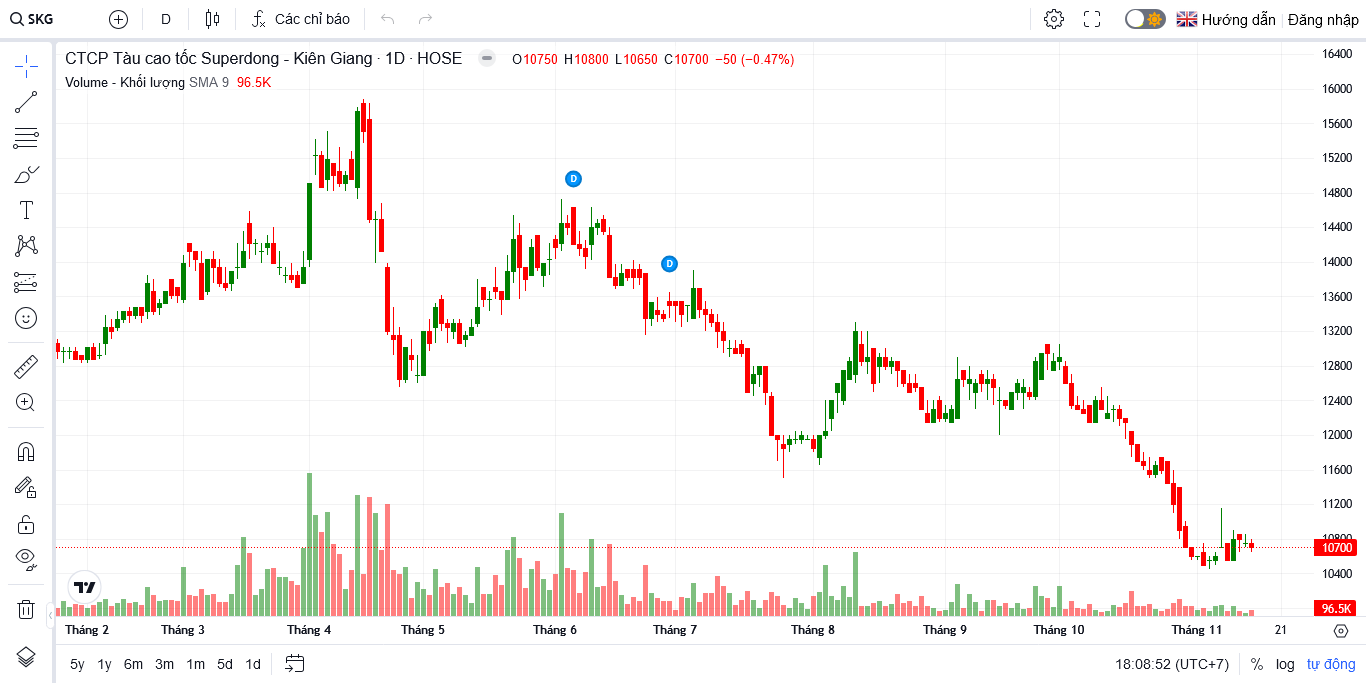 SKG D Các chỉ báo Hướng dẫn Đăng nhập
CTCP Tàu cao tốc Superdong - Kiên Giang · 1D · HOSE O10750 H10800 L10650 C10700 −50 (−0.47%)
Volume - Khối lượng SMA 9 96.5K
16400
16000
15600
15200
14800
14400
14000
13600
13200
12800
12400
12000
11600
11200
10800
10700
10400
96.5K
D
D
Tháng 2 Tháng 3 Tháng 4 Tháng 5 Tháng 6 Tháng 7 Tháng 8 Tháng 9 Tháng 10 Tháng 11 21
5y 1y 6m 3m 1m 5d 1d 18:08:52 (UTC+7) % log tự động